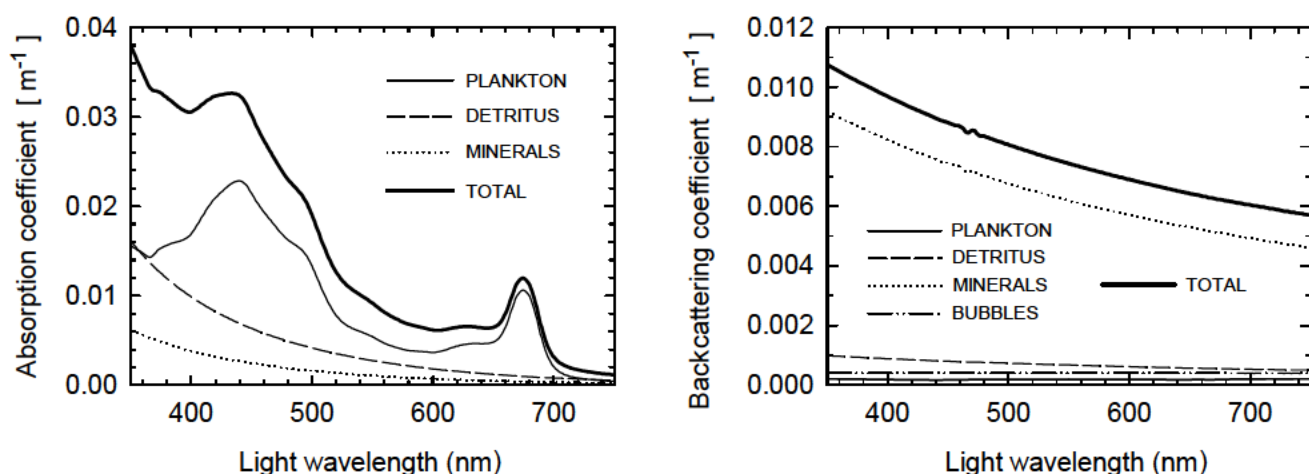 Absorption coefficient [ m-1 ]
0.04
0.03
0.02
0.01
0.00
PLANKTON
DETRITUS
MINERALS
TOTAL
400 500 600 700
Light wavelength (nm)
Backcattering coefficient [ m-1 ]
0.012
0.010
0.008
0.006
0.004
0.002
0.000
PLANKTON
DETRITUS
MINERALS
TOTAL
BUBBLES
400 500 600 700
Light wavelength (nm)